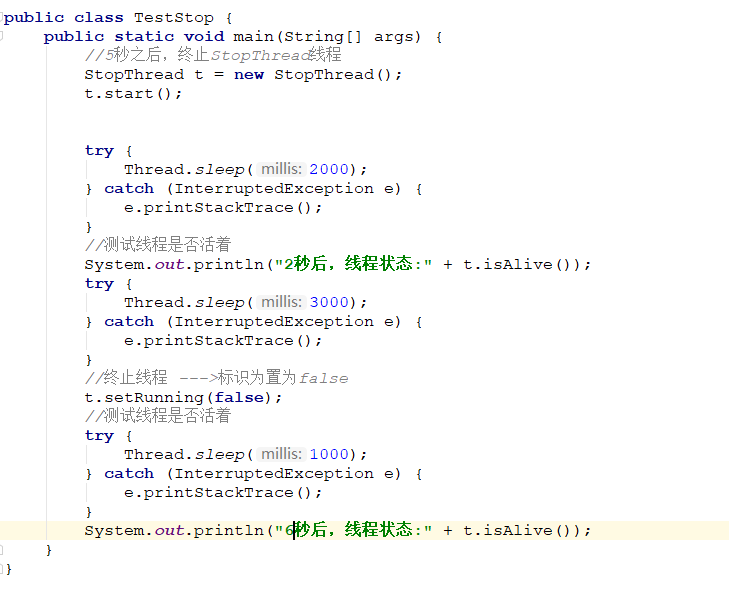 public class TestStop {
    public static void main(String[] args) {
        //5秒之后，终止StopThread线程
        StopThread t = new StopThread();
        t.start();
        try {
            Thread.sleep( millis: 2000);
        } catch (InterruptedException e) {
            e.printStackTrace();
        }
        //测试线程是否活着
        System.out.println("2秒后，线程状态:" + t.isAlive());
        try {
            Thread.sleep( millis: 3000);
        } catch (InterruptedException e) {
            e.printStackTrace();
        }
        //终止线程 --->标识为置为false
        t.setRunning(false);
        //测试线程是否活着
        try {
            Thread.sleep( millis: 1000);
        } catch (InterruptedException e) {
            e.printStackTrace();
        }
        System.out.println("6秒后，线程状态:" + t.isAlive());
    }
}